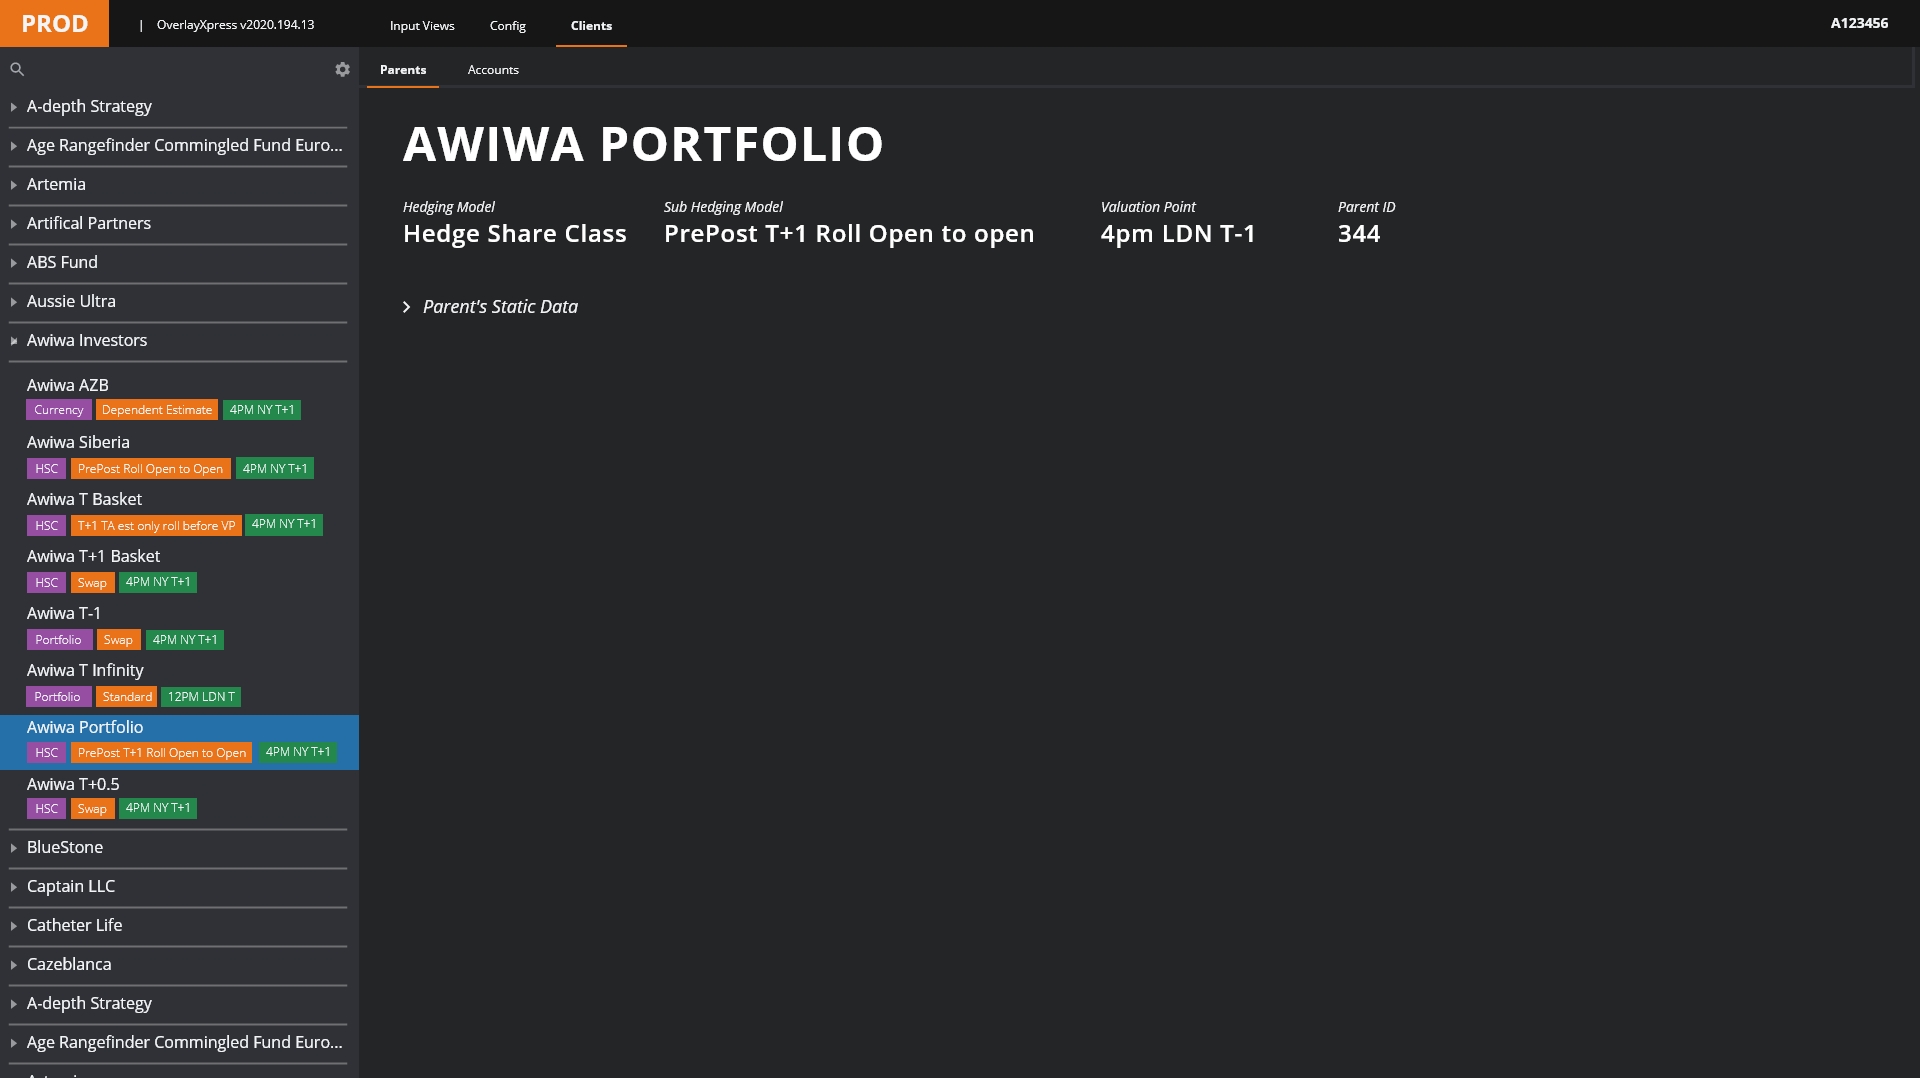 PROD | OverlayXpress v2020.194.13 Input Views Config Clients A123456
Parents Accounts
A-depth Strategy
Age Rangefinder Commingled Fund Euro...
Artemia
Artifical Partners
ABS Fund
Aussie Ultra
Awiwa Investors
Awiwa AZB
Currency Dependent Estimate 4PM NY T+1
Awiwa Siberia
HSC PrePost Roll Open to Open 4PM NY T+1
Awiwa T Basket
HSC T+1 TA est only roll before VP 4PM NY T+1
Awiwa T+1 Basket
HSC Swap 4PM NY T+1
Awiwa T-1
Portfolio Swap 4PM NY T+1
Awiwa T Infinity
Portfolio Standard 12PM LDN T
Awiwa Portfolio
HSC PrePost T+1 Roll Open to Open 4PM NY T+1
Awiwa T+0.5
HSC Swap 4PM NY T+1
BlueStone
Captain LLC
Catheter Life
Cazeblanca
A-depth Strategy
Age Rangefinder Commingled Fund Euro...
AWIWA PORTFOLIO
Hedging Model Sub Hedging Model Valuation Point Parent ID
Hedge Share Class PrePost T+1 Roll Open to open 4pm LDN T-1 344
Parent's Static Data